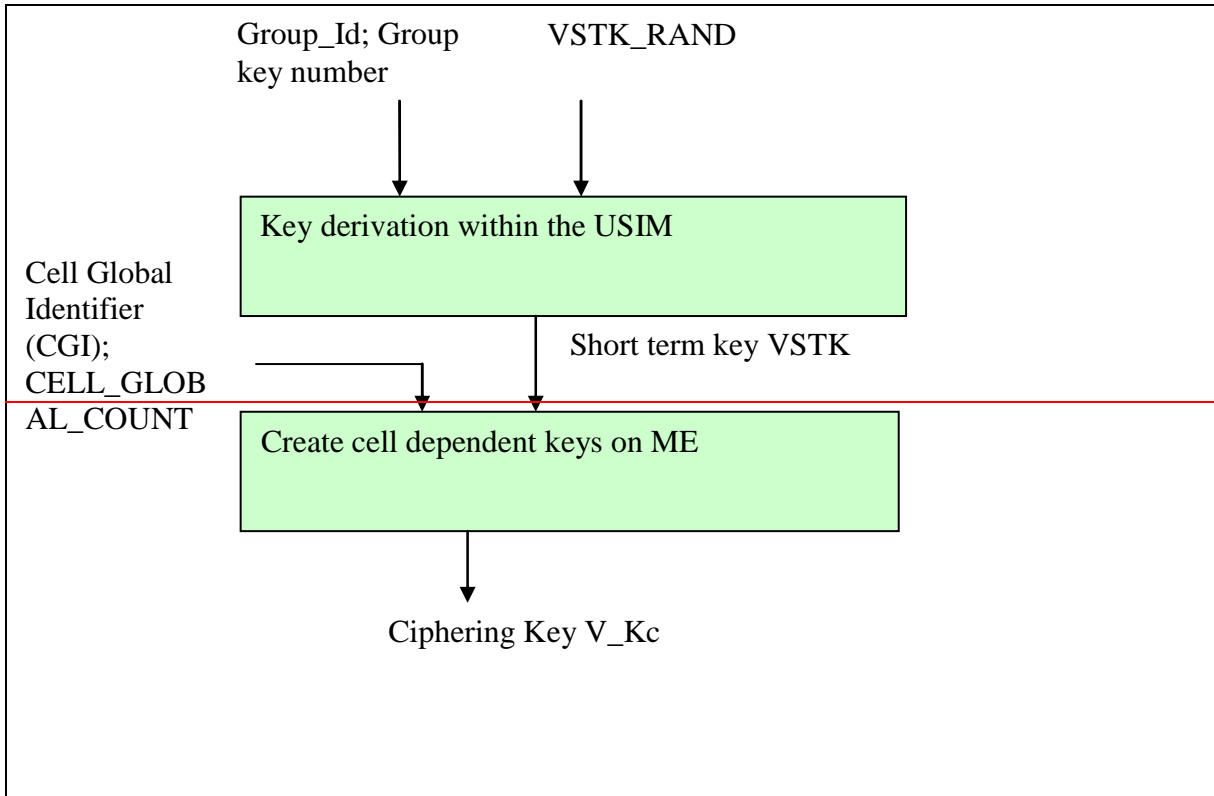 Group_Id; Group
key number
VSTK_RAND
Key derivation within the USIM
Cell Global
Identifier
(CGI);
CELL_GLOB
AL_COUNT
Short term key VSTK
Create cell dependent keys on ME
Ciphering Key V_Kc